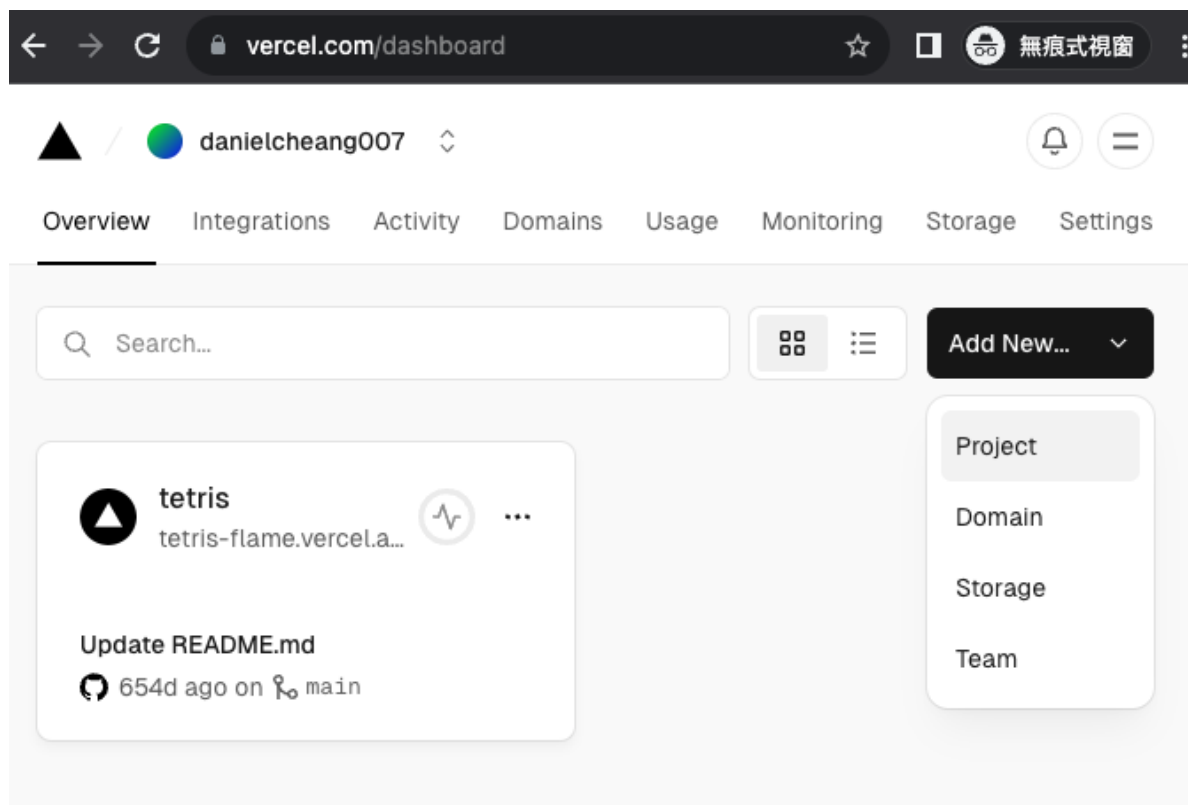 vercel.com/dashboard 無痕式視窗
danielcheang007
Overview Integrations Activity Domains Usage Monitoring Storage Settings
Search... Add New...
Project
Domain
Storage
Team
tetris
tetris-flame.vercel.a...
Update README.md
654d ago on main